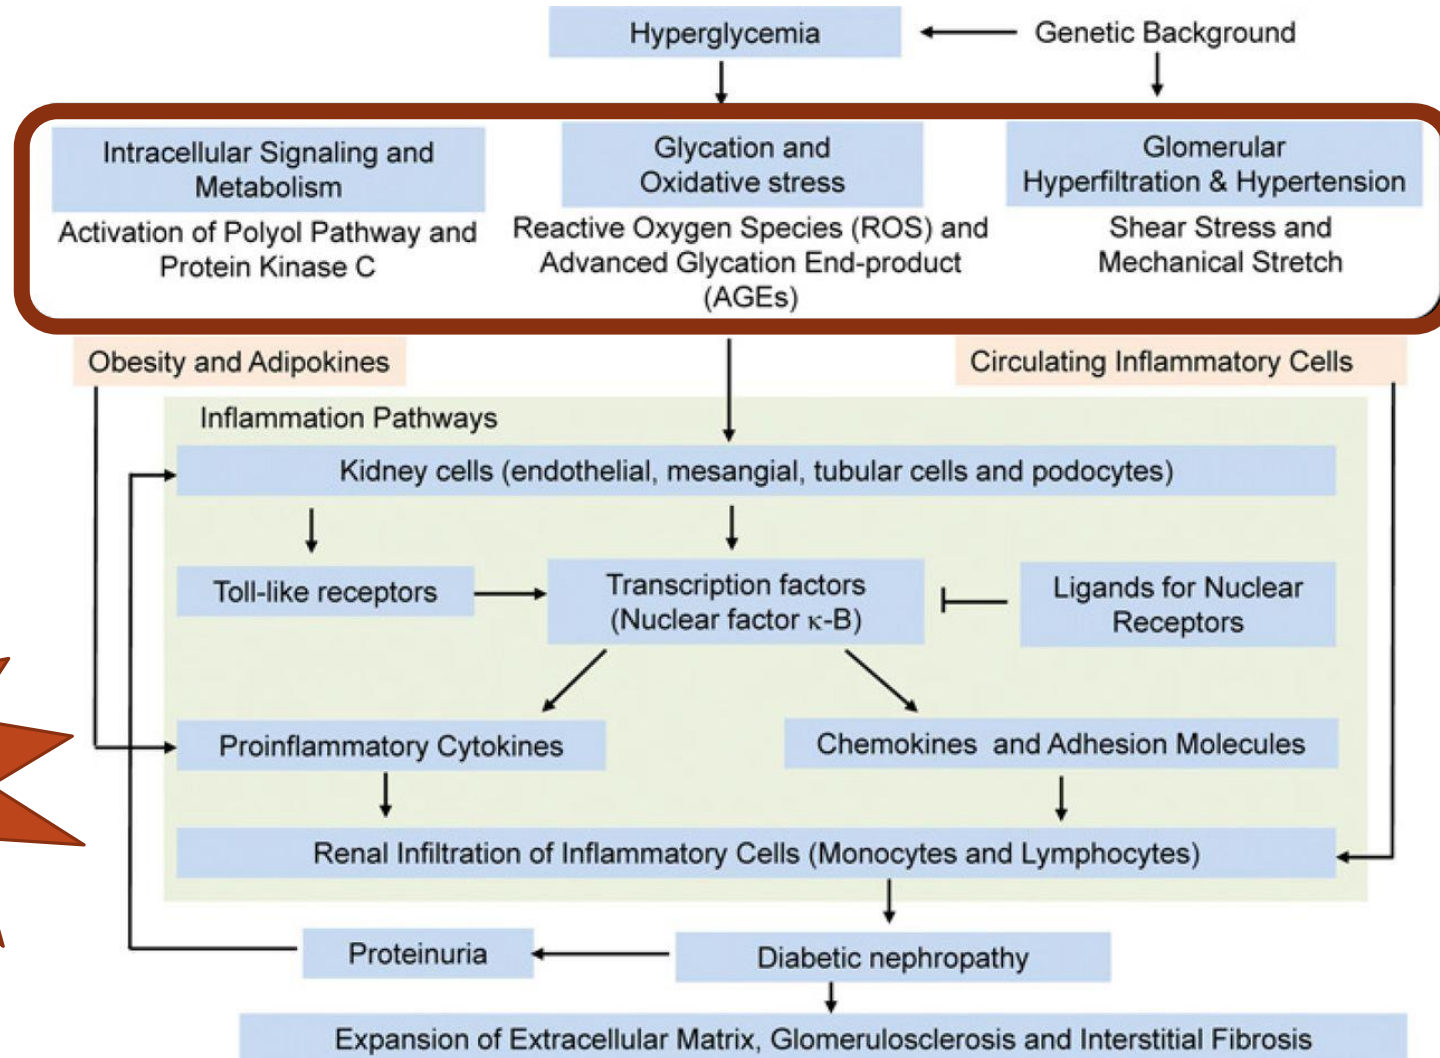 Hyperglycemia
Genetic Background
Intracellular Signaling and
Metabolism
Activation of Polyol Pathway and
Protein Kinase C
Glycation and
Oxidative stress
Reactive Oxygen Species (ROS) and
Advanced Glycation End-product
(AGEs)
Glomerular
Hyperfiltration & Hypertension
Shear Stress and
Mechanical Stretch
Obesity and Adipokines
Circulating Inflammatory Cells
Inflammation Pathways
Kidney cells (endothelial, mesangial, tubular cells and podocytes)
Toll-like receptors
Transcription factors
(Nuclear factor κ-B)
Ligands for Nuclear
Receptors
Proinflammatory Cytokines
Chemokines and Adhesion Molecules
Renal Infiltration of Inflammatory Cells (Monocytes and Lymphocytes)
Proteinuria
Diabetic nephropathy
Expansion of Extracellular Matrix, Glomerulosclerosis and Interstitial Fibrosis